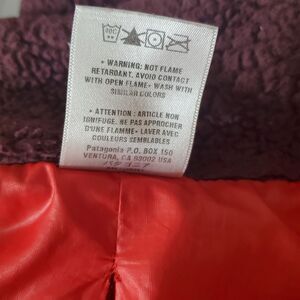 30C
• WARNING: NOT FLAME
RETARDANT. AVOID CONTACT
WITH OPEN FLAME• WASH WITH
SIMILAR COLORS
• ATTENTION: ARTICLE NON
IGNIFUGE. NE PAS APPROCHER
D'UNE FLAMME• LAVER AVEC
COULEURS SEMBLABLES
Patagonia P.O. BOX 150
VENTURA, CA 93002 USA